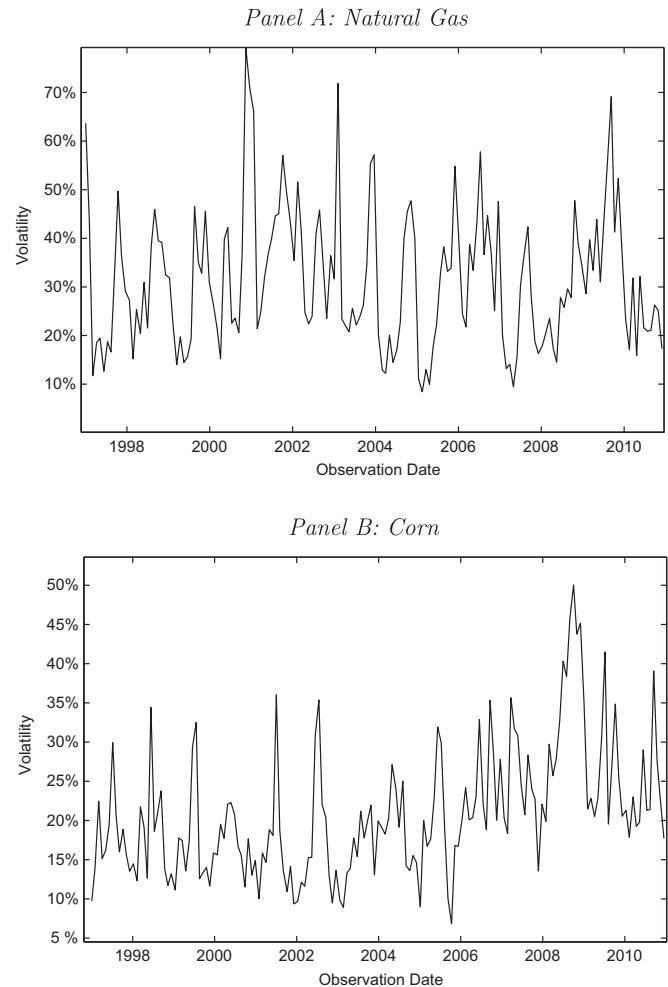 Panel A: Natural Gas
70%
60%
50%
40%
30%
20%
10%
Volatility
1998 2000 2002 2004 2006 2008 2010
Observation Date
Panel B: Corn
50%
45%
40%
35%
30%
25%
20%
15%
10%
5 %
Volatility
1998 2000 2002 2004 2006 2008 2010
Observation Date